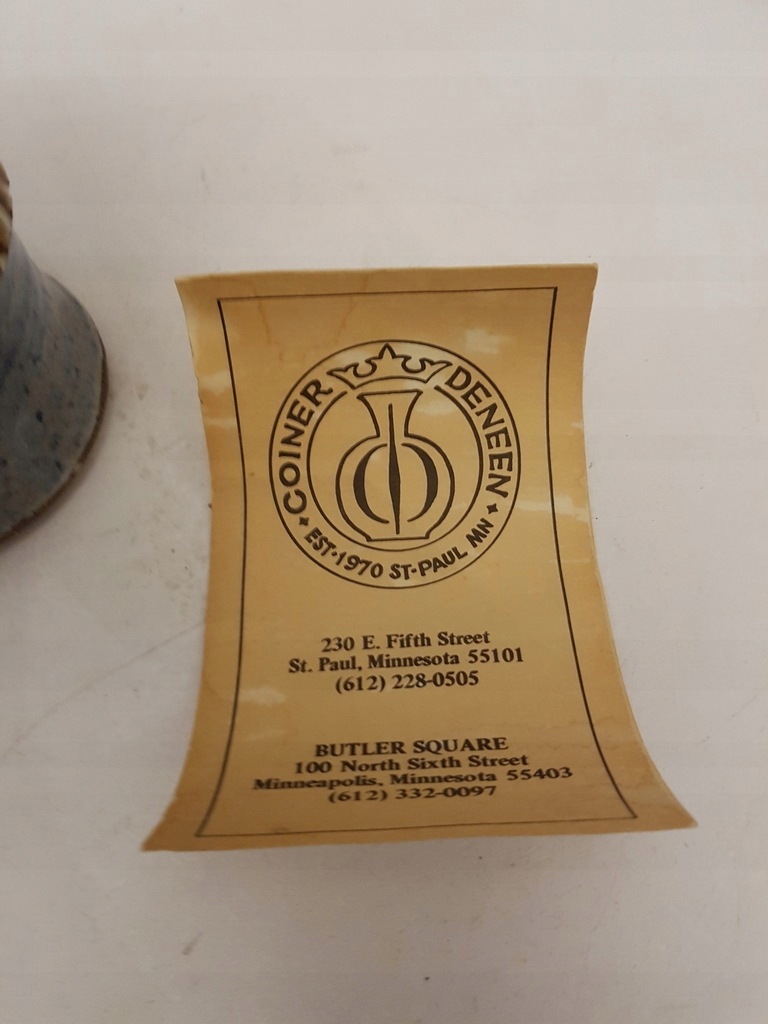 COINER DENEEN
EST·1970 ST-PAUL MN
230 E. Fifth Street
St. Paul, Minnesota 55101
(612) 228-0505
BUTLER SQUARE
100 North Sixth Street
Minneapolis, Minnesota 55403
(612) 332-0097